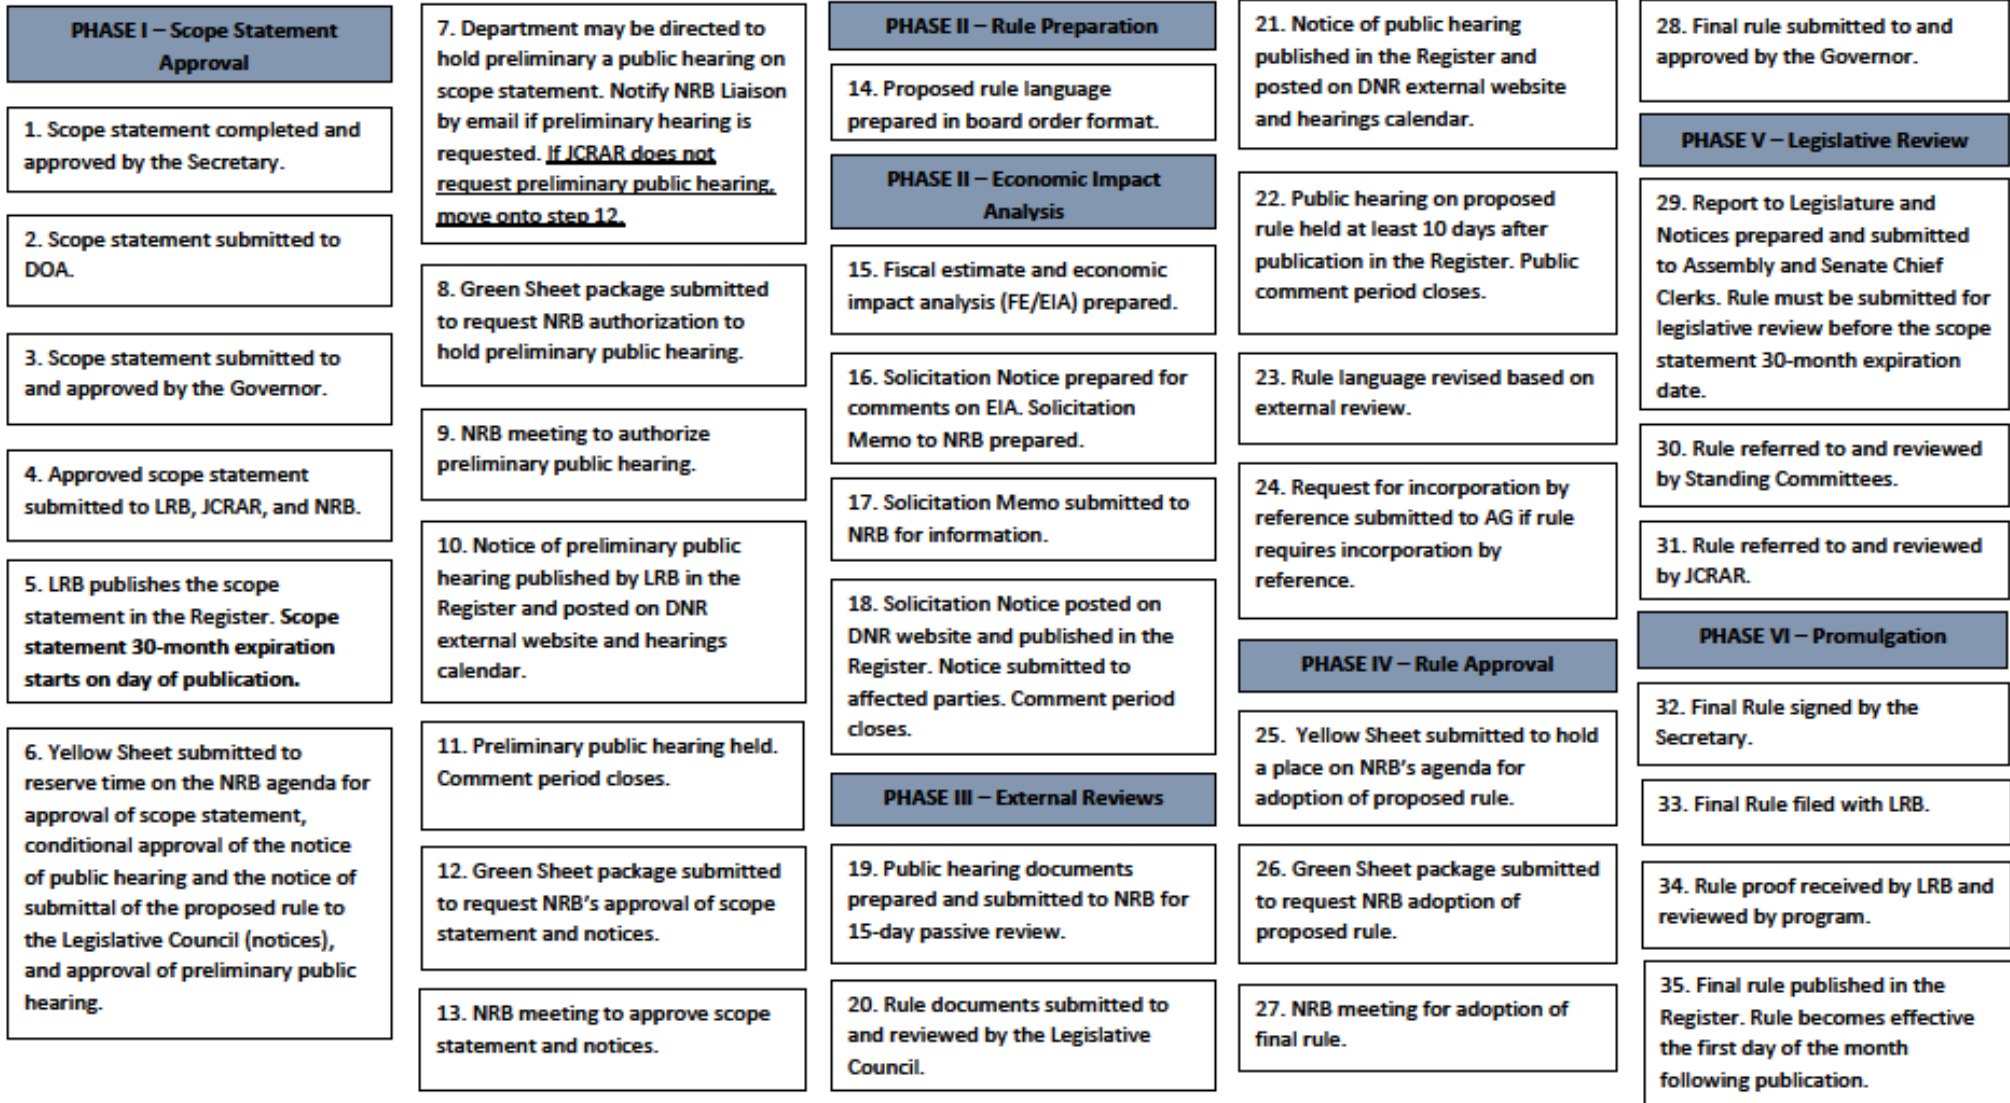 PHASE I – Scope Statement
Approval
1. Scope statement completed and
approved by the Secretary.
2. Scope statement submitted to
DOA.
3. Scope statement submitted to
and approved by the Governor.
4. Approved scope statement
submitted to LRB, JCRAR, and NRB.
5. LRB publishes the scope
statement in the Register. Scope
statement 30-month expiration
starts on day of publication.
6. Yellow Sheet submitted to
reserve time on the NRB agenda for
approval of scope statement,
conditional approval of the notice
of public hearing and the notice of
submittal of the proposed rule to
the Legislative Council (notices),
and approval of preliminary public
hearing.
7. Department may be directed to
hold preliminary a public hearing on
scope statement. Notify NRB Liaison
by email if preliminary hearing is
requested. If JCRAR does not
request preliminary public hearing,
move onto step 12.
8. Green Sheet package submitted
to request NRB authorization to
hold preliminary public hearing.
9. NRB meeting to authorize
preliminary public hearing.
10. Notice of preliminary public
hearing published by LRB in the
Register and posted on DNR
external website and hearings
calendar.
11. Preliminary public hearing held.
Comment period closes.
12. Green Sheet package submitted
to request NRB's approval of scope
statement and notices.
13. NRB meeting to approve scope
statement and notices.
PHASE II – Rule Preparation
14. Proposed rule language
prepared in board order format.
PHASE II – Economic Impact
Analysis
15. Fiscal estimate and economic
impact analysis (FE/EIA) prepared.
16. Solicitation Notice prepared for
comments on EIA. Solicitation
Memo to NRB prepared.
17. Solicitation Memo submitted to
NRB for information.
18. Solicitation Notice posted on
DNR website and published in the
Register. Notice submitted to
affected parties. Comment period
closes.
PHASE III – External Reviews
19. Public hearing documents
prepared and submitted to NRB for
15-day passive review.
20. Rule documents submitted to
and reviewed by the Legislative
Council.
21. Notice of public hearing
published in the Register and
posted on DNR external website
and hearings calendar.
22. Public hearing on proposed
rule held at least 10 days after
publication in the Register. Public
comment period closes.
23. Rule language revised based on
external review.
24. Request for incorporation by
reference submitted to AG if rule
requires incorporation by
reference.
PHASE IV – Rule Approval
25. Yellow Sheet submitted to hold
a place on NRB's agenda for
adoption of proposed rule.
26. Green Sheet package submitted
to request NRB adoption of
proposed rule.
27. NRB meeting for adoption of
final rule.
28. Final rule submitted to and
approved by the Governor.
PHASE V – Legislative Review
29. Report to Legislature and
Notices prepared and submitted
to Assembly and Senate Chief
Clerks. Rule must be submitted for
legislative review before the scope
statement 30-month expiration
date.
30. Rule referred to and reviewed
by Standing Committees.
31. Rule referred to and reviewed
by JCRAR.
PHASE VI – Promulgation
32. Final Rule signed by the
Secretary.
33. Final Rule filed with LRB.
34. Rule proof received by LRB and
reviewed by program.
35. Final rule published in the
Register. Rule becomes effective
the first day of the month
following publication.